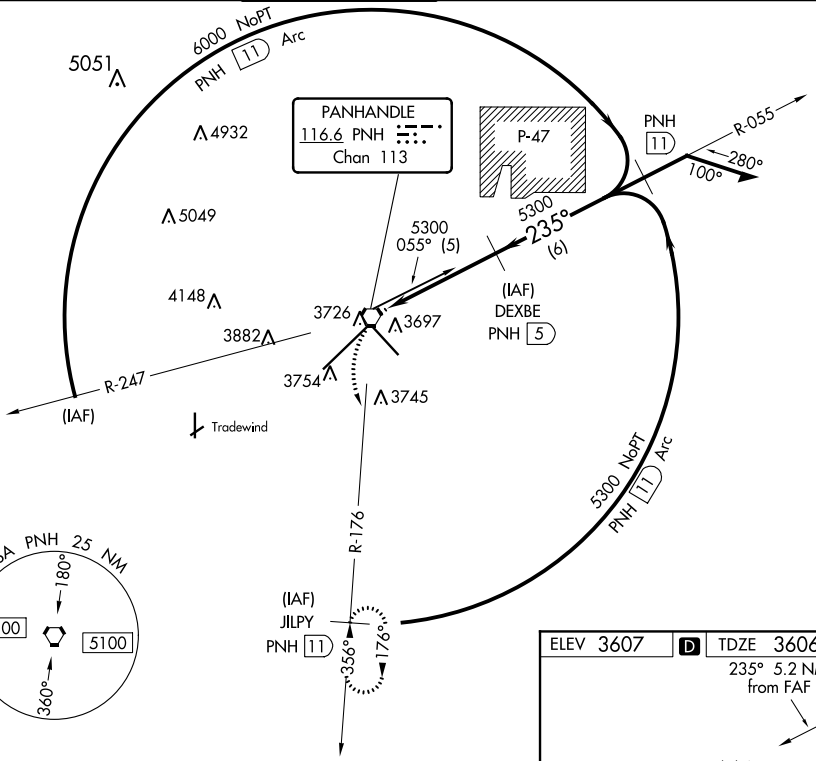 6000 NoPT
PNH 11 Arc
5051
4932
PANHANDLE
116.6 PNH
Chan 113
P-47
PNH
11
R-055
280°
100°
5049
5300
055° (5)
5300
235°
(6)
4148
3726
3697
(IAF)
DEXBE
PNH 5
3882
3754
3745
R-247
(IAF)
Tradewind
5300 NoPT
PNH 11 Arc
R-176
PNH 25 NM
180°
00
5100
360°
(IAF)
JILPY
PNH 11
356°
176°
ELEV 3607 D TDZE 3606
235° 5.2
from FAF